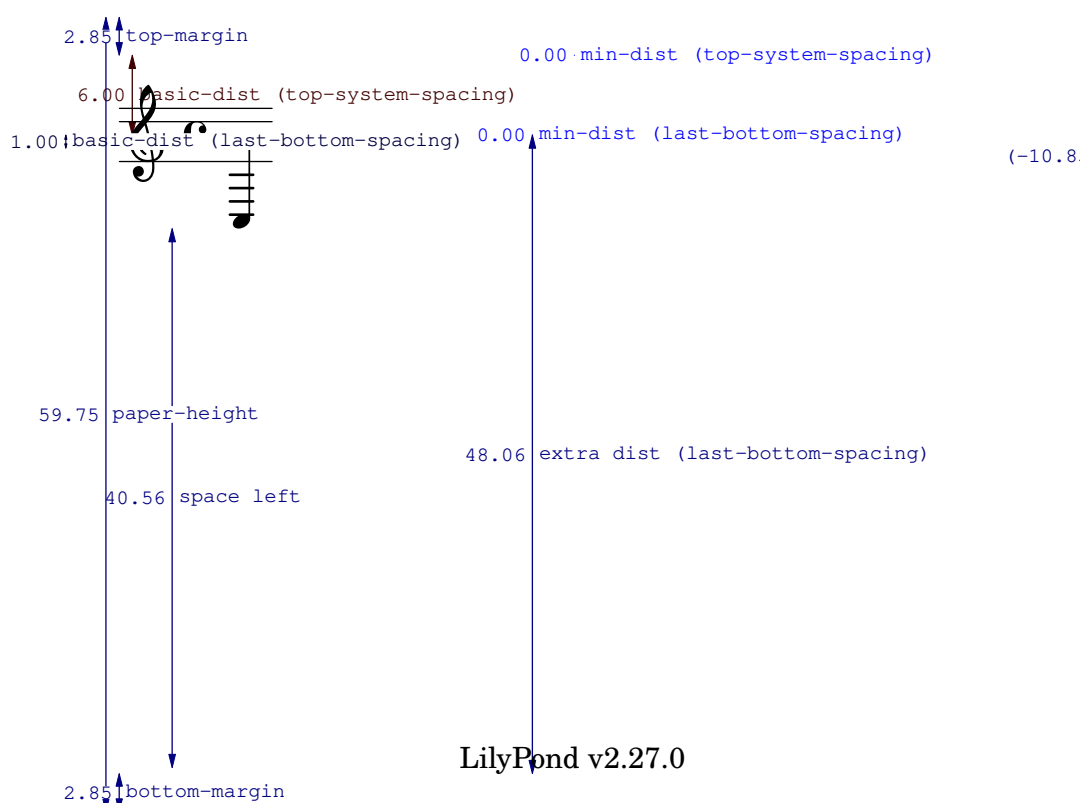 2.85 top-margin
0.00 min-dist (top-system-spacing)
6.00 basic-dist (top-system-spacing)
1.00 basic-dist (last-bottom-spacing)
0.00 min-dist (last-bottom-spacing)
(-10.85
59.75 paper-height
48.06 extra dist (last-bottom-spacing)
40.56 space left
LilyPond v2.27.0
2.85 bottom-margin